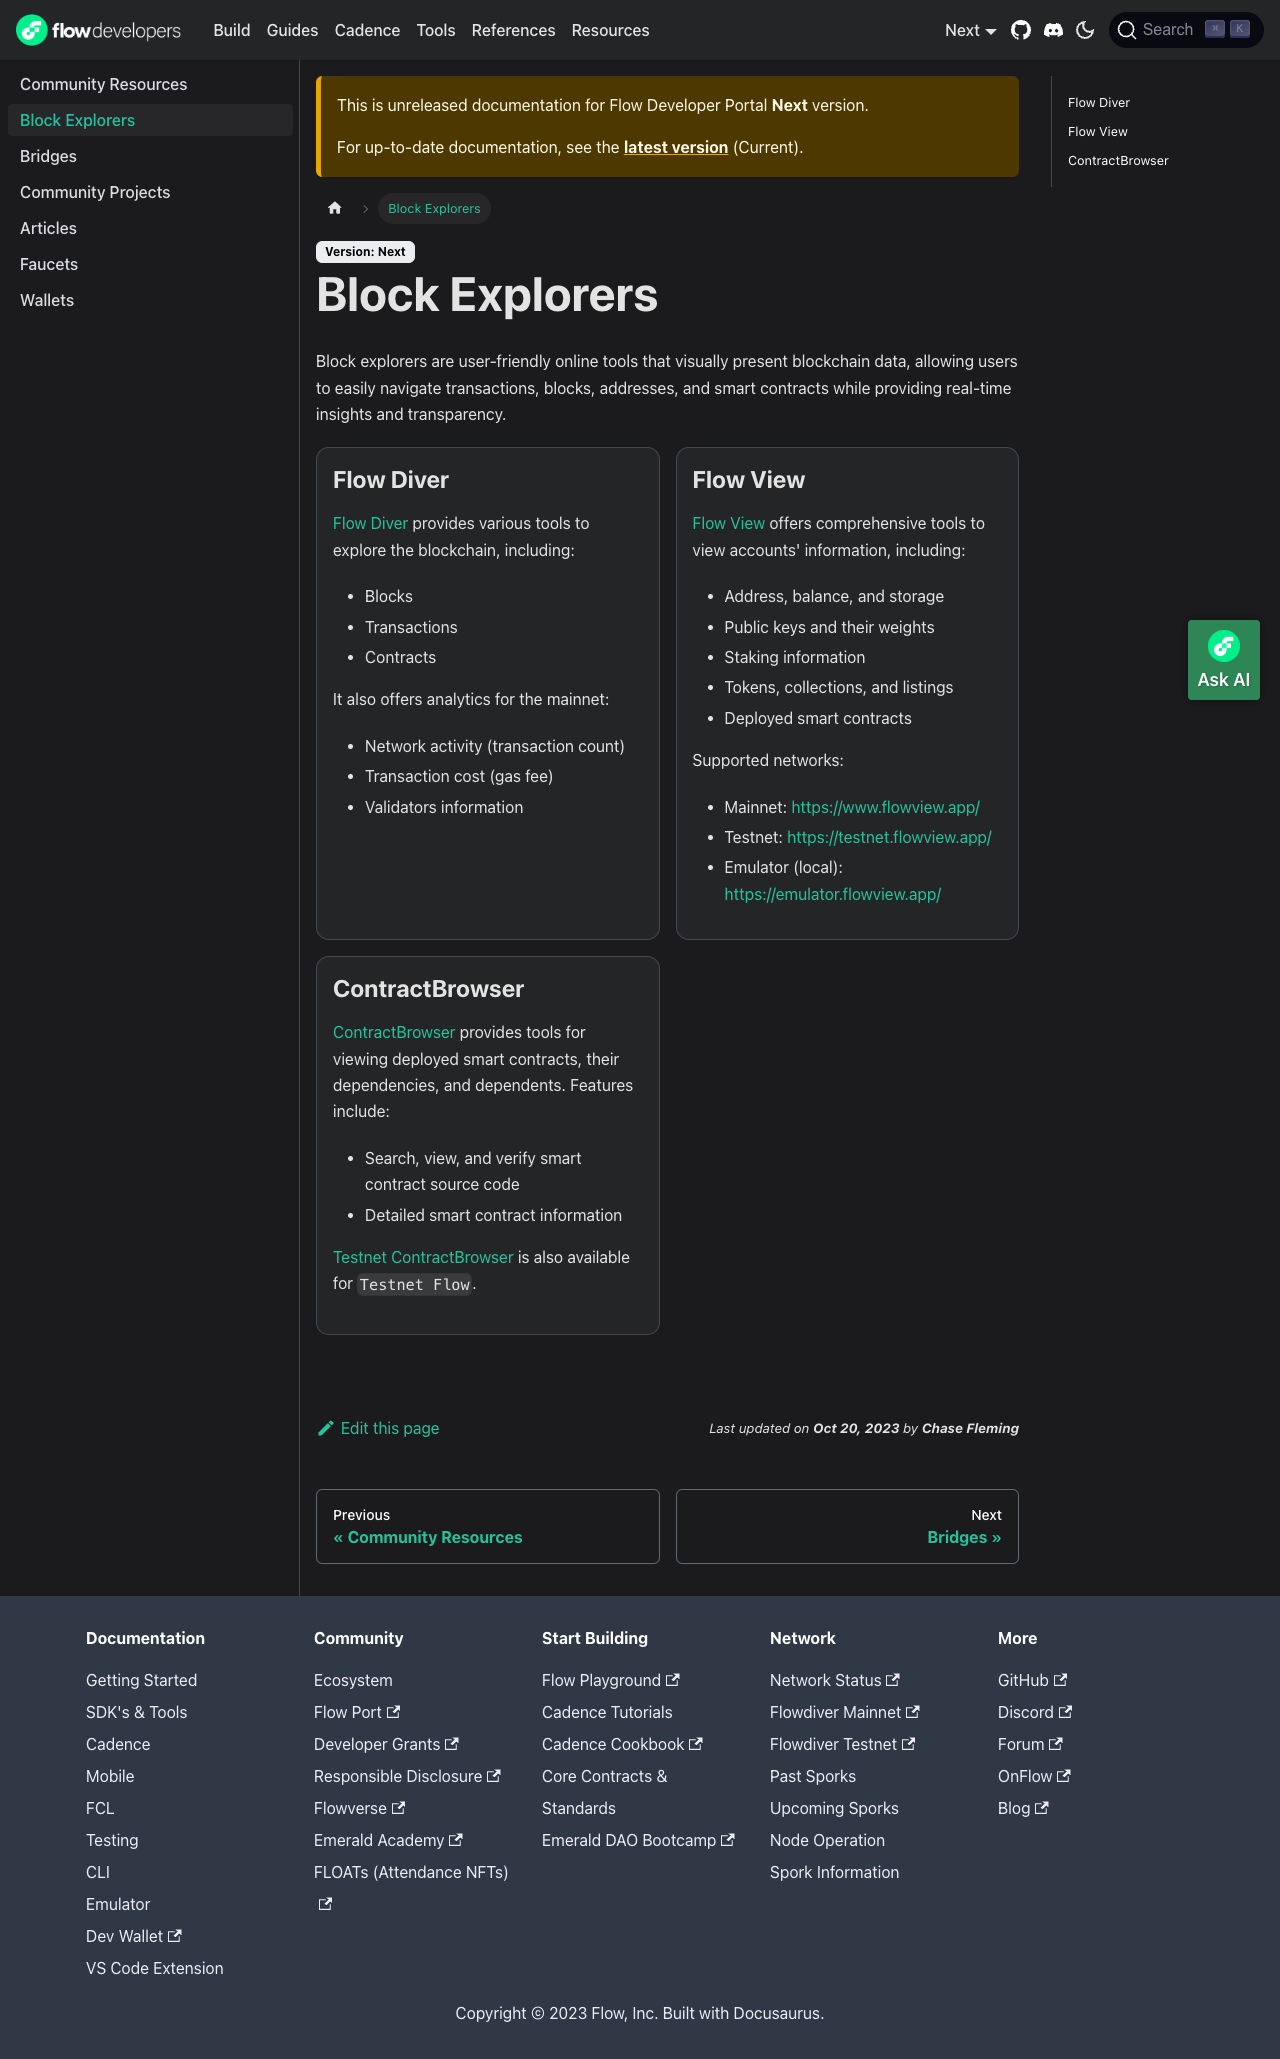 flowdevelopers
Build Guides Cadence Tools References Resources
Next
Search ⌘ K
Community Resources
Block Explorers
Bridges
Community Projects
Articles
Faucets
Wallets
This is unreleased documentation for Flow Developer Portal Next version.
For up-to-date documentation, see the latest version (Current).
Block Explorers
Version: Next
Block Explorers
Block explorers are user-friendly online tools that visually present blockchain data, allowing users
to easily navigate transactions, blocks, addresses, and smart contracts while providing real-time
insights and transparency.
Flow Diver
Flow Diver provides various tools to
explore the blockchain, including:
• Blocks
• Transactions
• Contracts
It also offers analytics for the mainnet:
• Network activity (transaction count)
• Transaction cost (gas fee)
• Validators information
Flow View
Flow View offers comprehensive tools to
view accounts' information, including:
• Address, balance, and storage
• Public keys and their weights
• Staking information
• Tokens, collections, and listings
• Deployed smart contracts
Supported networks:
• Mainnet: https://www.flowview.app/
• Testnet: https://testnet.flowview.app/
• Emulator (local):
https://emulator.flowview.app/
ContractBrowser
ContractBrowser provides tools for
viewing deployed smart contracts, their
dependencies, and dependents. Features
include:
• Search, view, and verify smart
contract source code
• Detailed smart contract information
Testnet ContractBrowser is also available
for Testnet Flow.
Edit this page
Last updated on Oct 20, 2023 by Chase Fleming
Previous
« Community Resources
Next
Bridges »
Flow Diver
Flow View
ContractBrowser
Ask AI
Documentation
Getting Started
SDK's & Tools
Cadence
Mobile
FCL
Testing
CLI
Emulator
Dev Wallet
VS Code Extension
Community
Ecosystem
Flow Port
Developer Grants
Responsible Disclosure
Flowverse
Emerald Academy
FLOATs (Attendance NFTs)
Start Building
Flow Playground
Cadence Tutorials
Cadence Cookbook
Core Contracts &
Standards
Emerald DAO Bootcamp
Network
Network Status
Flowdiver Mainnet
Flowdiver Testnet
Past Sporks
Upcoming Sporks
Node Operation
Spork Information
More
GitHub
Discord
Forum
OnFlow
Blog
Copyright © 2023 Flow, Inc. Built with Docusaurus.